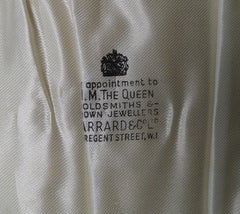 appointment to
.M. THE QUEEN
OLDSMITHS &
OWN JEWELLERS
ARRARD & Co LTD
REGENT STREET, W.1